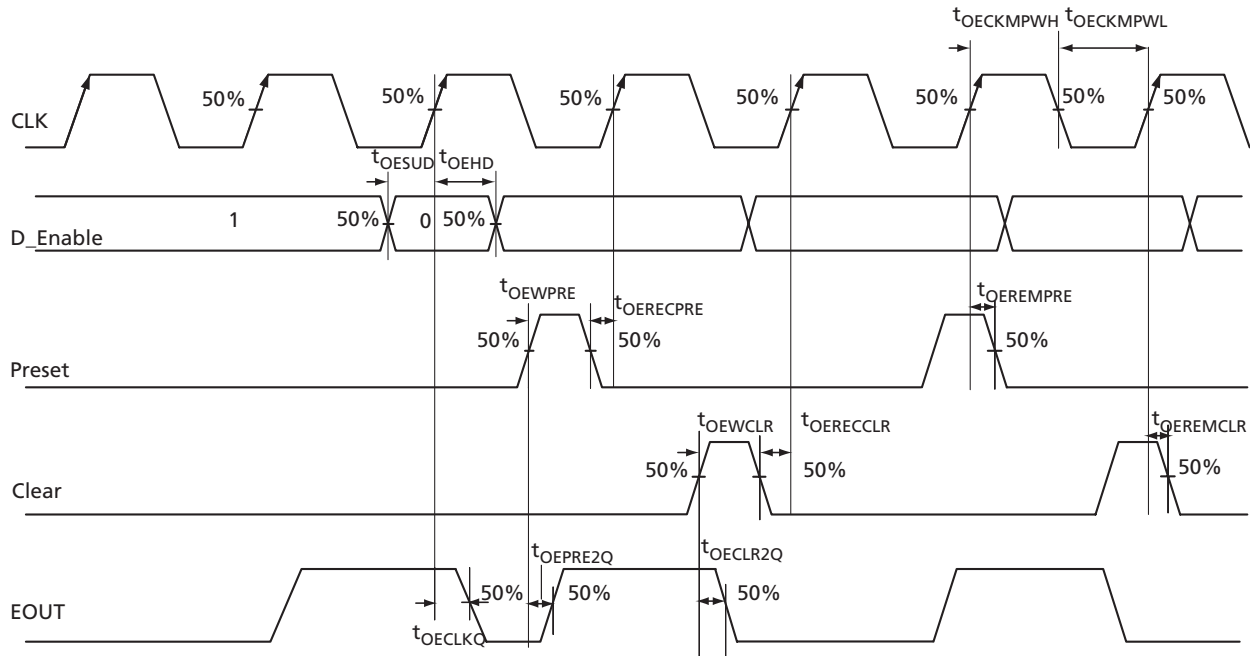 tOECKMPWH tOECKMPWL
CLK
50%
50%
50%
50%
50%
50%
50%
tOESUD tOEHD
D_Enable
1
50%
0
50%
tOEWPRE
tOERECPRE
tOEREMPRE
Preset
50%
50%
50%
tOEWCLR
tOERECCLR
tOEREMCLR
Clear
50%
50%
50%
tOEPRE2Q
tOECLR2Q
EOUT
50%
50%
50%
tOECLKQ